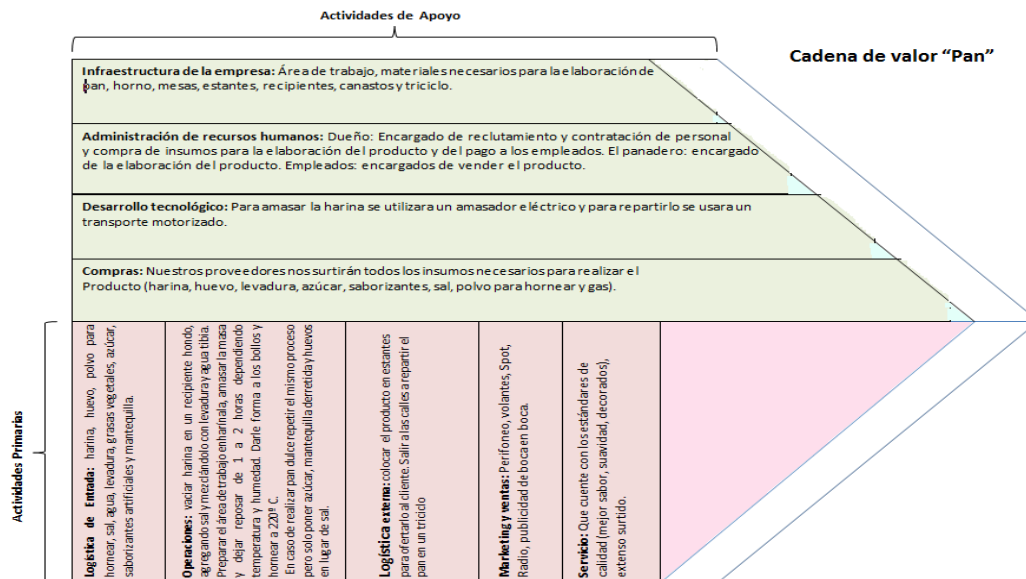 Actividades de Apoyo
Cadena de valor “Pan”
Infraestructura de la empresa: Área de trabajo, materiales necesarios para la elaboración de
pan, horno, mesas, estantes, recipientes, canastos y triciclo.
Administración de recursos humanos: Dueño: Encargado de reclutamiento y contratación de personal
y compra de insumos para la elaboración del producto y del pago a los empleados. El panadero: encargado
de la elaboración del producto. Empleados: encargados de vender el producto.
Desarrollo tecnológico: Para amasar la harina se utilizara un amasador eléctrico y para repartirlo se usara un
transporte motorizado.
Compras: Nuestros proveedores nos surtirán todos los insumos necesarios para realizar el
Producto (harina, huevo, levadura, azúcar, saborizantes, sal, polvo para hornear y gas).
Actividades Primarias
Logística de Entrada: harina, huevo, polvo para
hornear, sal, agua, levadura, grasas vegetales, azúcar,
saborizantes artificiales y mantequilla.
Operaciones: vaciar harina en un recipiente hondo,
agregando sal y mezclándolo con levadura y agua tibia.
Preparar el área de trabajo enharínala, amasar la masa
y dejar reposar de 1 a 2 horas dependiendo
temperatura y humedad. Darle forma a los bollos y
hornear a 220º C.
En caso de realizar pan dulce repetir el mismo proceso
pero solo poner azúcar, mantequilla derretida y huevos
en lugar de sal.
Logística externa: colocar el producto en estantes
para ofertarlo al cliente. Salir a las calles a repartir el
pan en un triciclo
Marketing y ventas: Perifoneo, volantes, Spot,
Radio, publicidad de boca en boca.
Servicio: Que cuente con los estándares de
calidad (mejor sabor, suavidad, decorados),
extenso surtido.